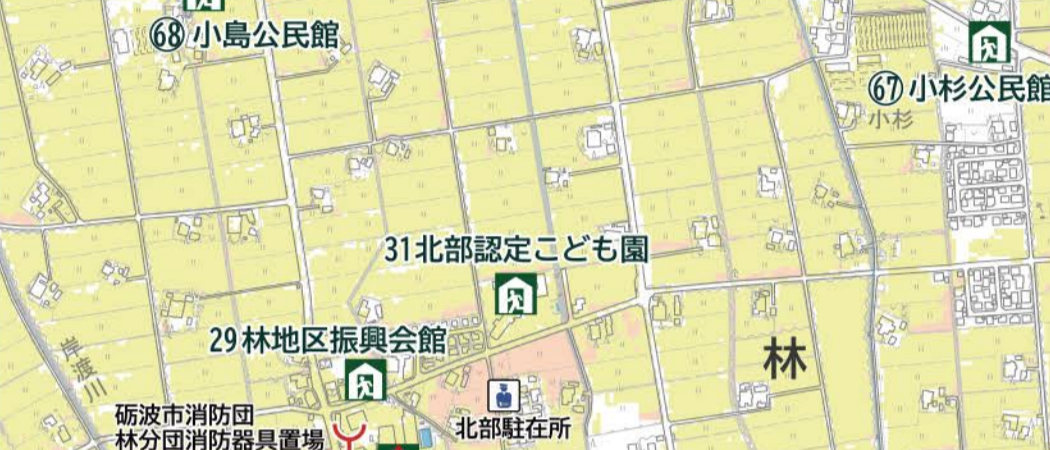 68 小島公民館
67 小杉公民館
小杉
31 北部認定こども園
29 林地区振興会館
林
岸渡川
北部駐在所
砺波市消防団
林分団消防器具置場